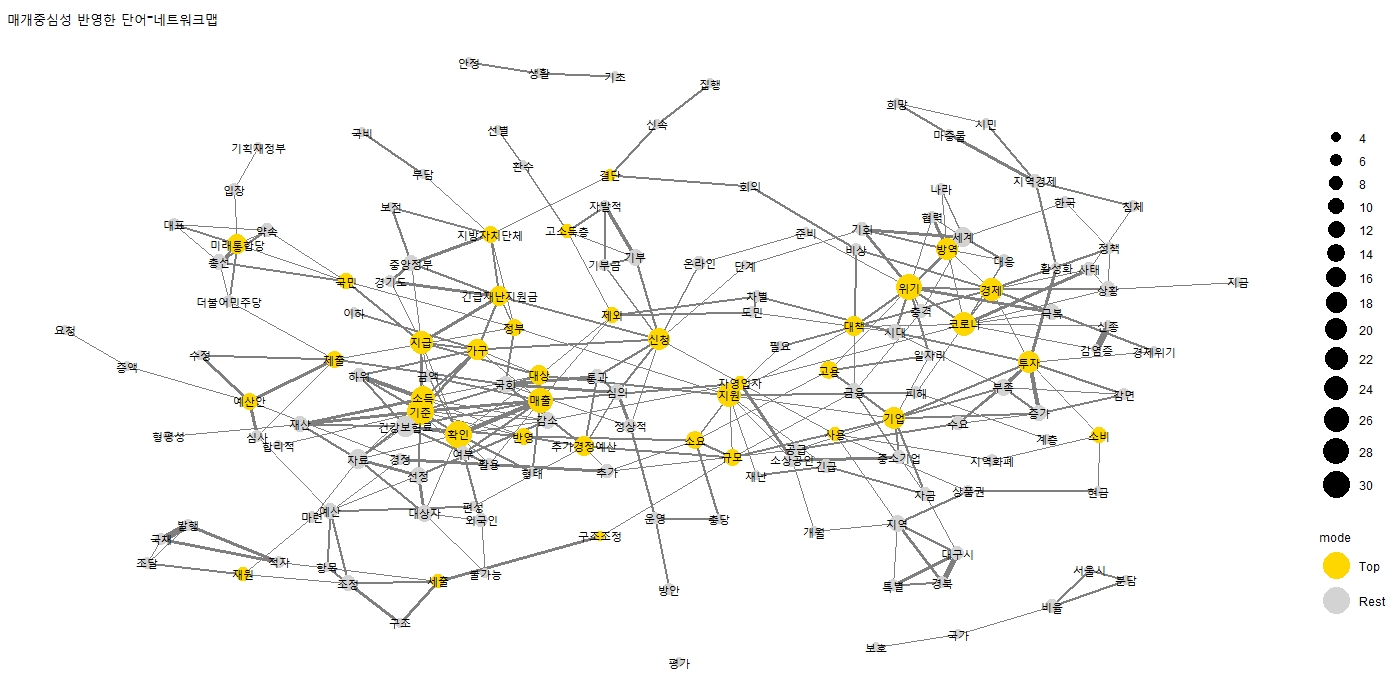 매개중심성 반영한 단어-네트워크맵
안정
생활
기초
집행
희망
시민
마중물
신속
국비
선별
기획재정부
환수
결단
회외
부담
입장
지역경제
나라
한국
침체
보전
자발적
대표
약속
미래통합당
총선
지방자치단체
고소득층
준비
기회
협력
세계
방역
비상
정책
기부금
기부
온라인
단계
대응
활성화
사태
중앙정부
경기도
국민
상황
지금
위기
경제
더불어민주당
긴급재난지원금
차별
도민
이하
정부
제외
충격
극복
코로나
대책
시대
신종
요청
지급
신청
필요
감염증
경제위기
가구
일자리
수정
제출
투자
증액
하위
금액
대상
국회
통과
고용
자영업자
심의
지원
금융
피해
부족
감면
소득
기준
매출
예산안
증가
재산
건강보험료
감소
정상적
기업
수요
형평성
심사
합리적
확인
반영
추가경정예산
소요
사용
계층
소비
여부
자료
경정
활용
규모
공급
소상공인
긴급
중소기업
지역화폐
선정
형태
추가
재난
자금
상품권
현금
마련
예산
대상자
편성
외국인
운영
충당
발행
국채
구조조정
개월
지역
조달
적자
재원
항목
조정
세출
불가능
방안
대구시
특별
경북
서울시
분담
구조
비율
국가
보호
평가
4
6
8
10
12
14
16
18
20
22
24
26
28
30
mode
Top
Rest